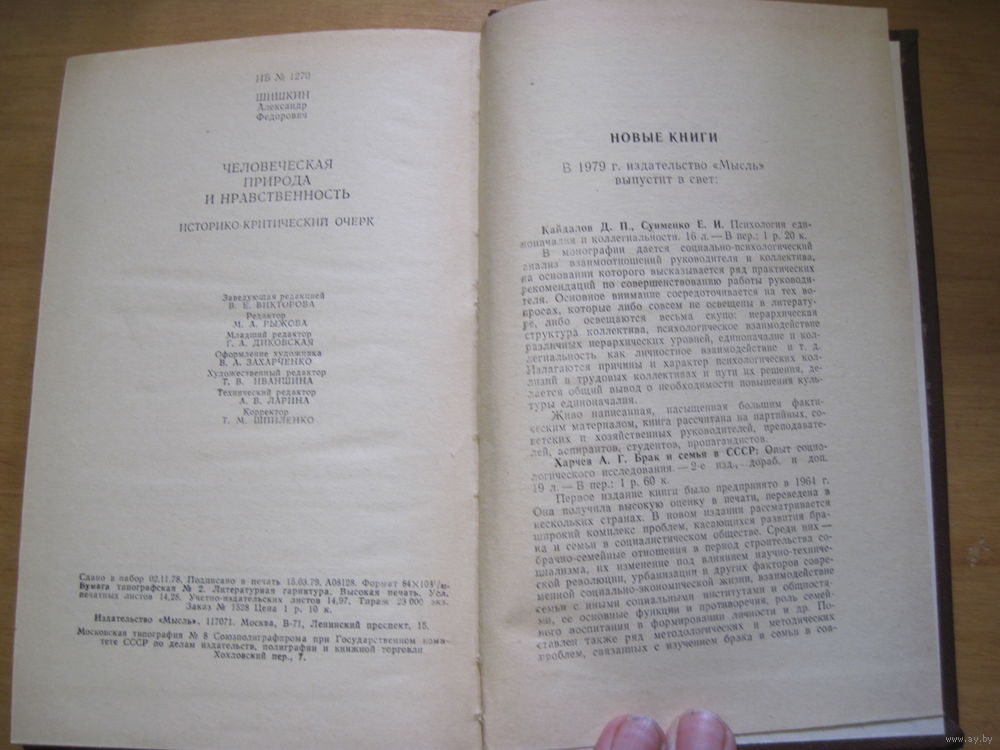 ИБ № 1270
ШИШКИН
Александр
Федорович
ЧЕЛОВЕЧЕСКАЯ
ПРИРОДА
И НРАВСТВЕННОСТЬ
ИСТОРИКО-КРИТИЧЕСКИЙ ОЧЕРК
Заведующая редакцией
В. Е. ВИКТОРОВА
Редактор
М. А. РЫЖОВА
Младший редактор
Г. А. ДИКОВСКАЯ
Оформление художника
В. А. ЗАХАРЧЕНКО
Художественный редактор
Т. В. ИВАНШИНА
Технический редактор
А. В. ЛАРИНА
Корректор
Т. М. ШПИЛЕНКО
Сдано в набор 02.11.78. Подписано в печать 15.03.79. А08128. Формат 84×108¹/₃₂.
Бумага типографская № 2. Литературная гарнитура. Высокая печать. Усл.
печатных листов 14,28. Учетно-издательских листов 14,97. Тираж 23 000 экз.
Заказ № 1528 Цена 1 р. 10 к.
Издательство «Мысль». 117071. Москва, В-71, Ленинский проспект, 15.
Московская типография № 8 Союзполиграфпрома при Государственном коми-
тете СССР по делам издательств, полиграфии и книжной торговли
Хохловский пер., 7.
НОВЫЕ КНИГИ
В 1979 г. издательство «Мысль»
выпустит в свет:
Кайдалов Д. П., Суименко Е. И. Психология еди-
ноначалия и коллегиальности. 16 л. — В пер.: 1 р. 20 к.
В монографии дается социально-психологический
анализ взаимоотношений руководителя и коллектива,
на основании которого высказывается ряд практических
рекомендаций по совершенствованию работы руководи-
теля. Основное внимание сосредоточивается на тех во-
просах, которые либо совсем не освещены в литерату-
ре, либо освещаются весьма скупо: иерархическая
структура коллектива, психологическое взаимодействие
различных иерархических уровней, единоначалие и кол-
легиальность как личностное взаимодействие и т. д.
Излагаются причины и характер психологических кол-
лизий в трудовых коллективах и пути их решения, де-
лается общий вывод о необходимости повышения куль-
туры единоначалия.
Живо написанная, насыщенная большим факти-
ческим материалом, книга рассчитана на партийных, со-
ветских и хозяйственных руководителей, преподавате-
лей, аспирантов, студентов, пропагандистов.
Харчев А. Г. Брак и семья в СССР: Опыт социо-
логического исследования. — 2-е изд., дораб. и доп.
19 л. — В пер.: 1 р. 60 к.
Первое издание книги было предпринято в 1964 г.
Она получила высокую оценку в печати, переведена в
нескольких странах. В новом издании рассматривается
широкий комплекс проблем, касающихся развития бра-
ка и семьи в социалистическом обществе. Среди них —
брачно-семейные отношения в период строительства со-
циализма, их изменение под влиянием научно-техниче-
ской революции, урбанизации и других факторов совре-
менной социально-экономической жизни, взаимодействие
семьи с иными социальными институтами и общностя-
ми, ее основные функции и противоречия, роль семей-
ного воспитания в формировании личности и др. По-
ставлен также ряд методологических и методических
проблем, связанных с изучением брака и семьи в сов-
www.ay.by